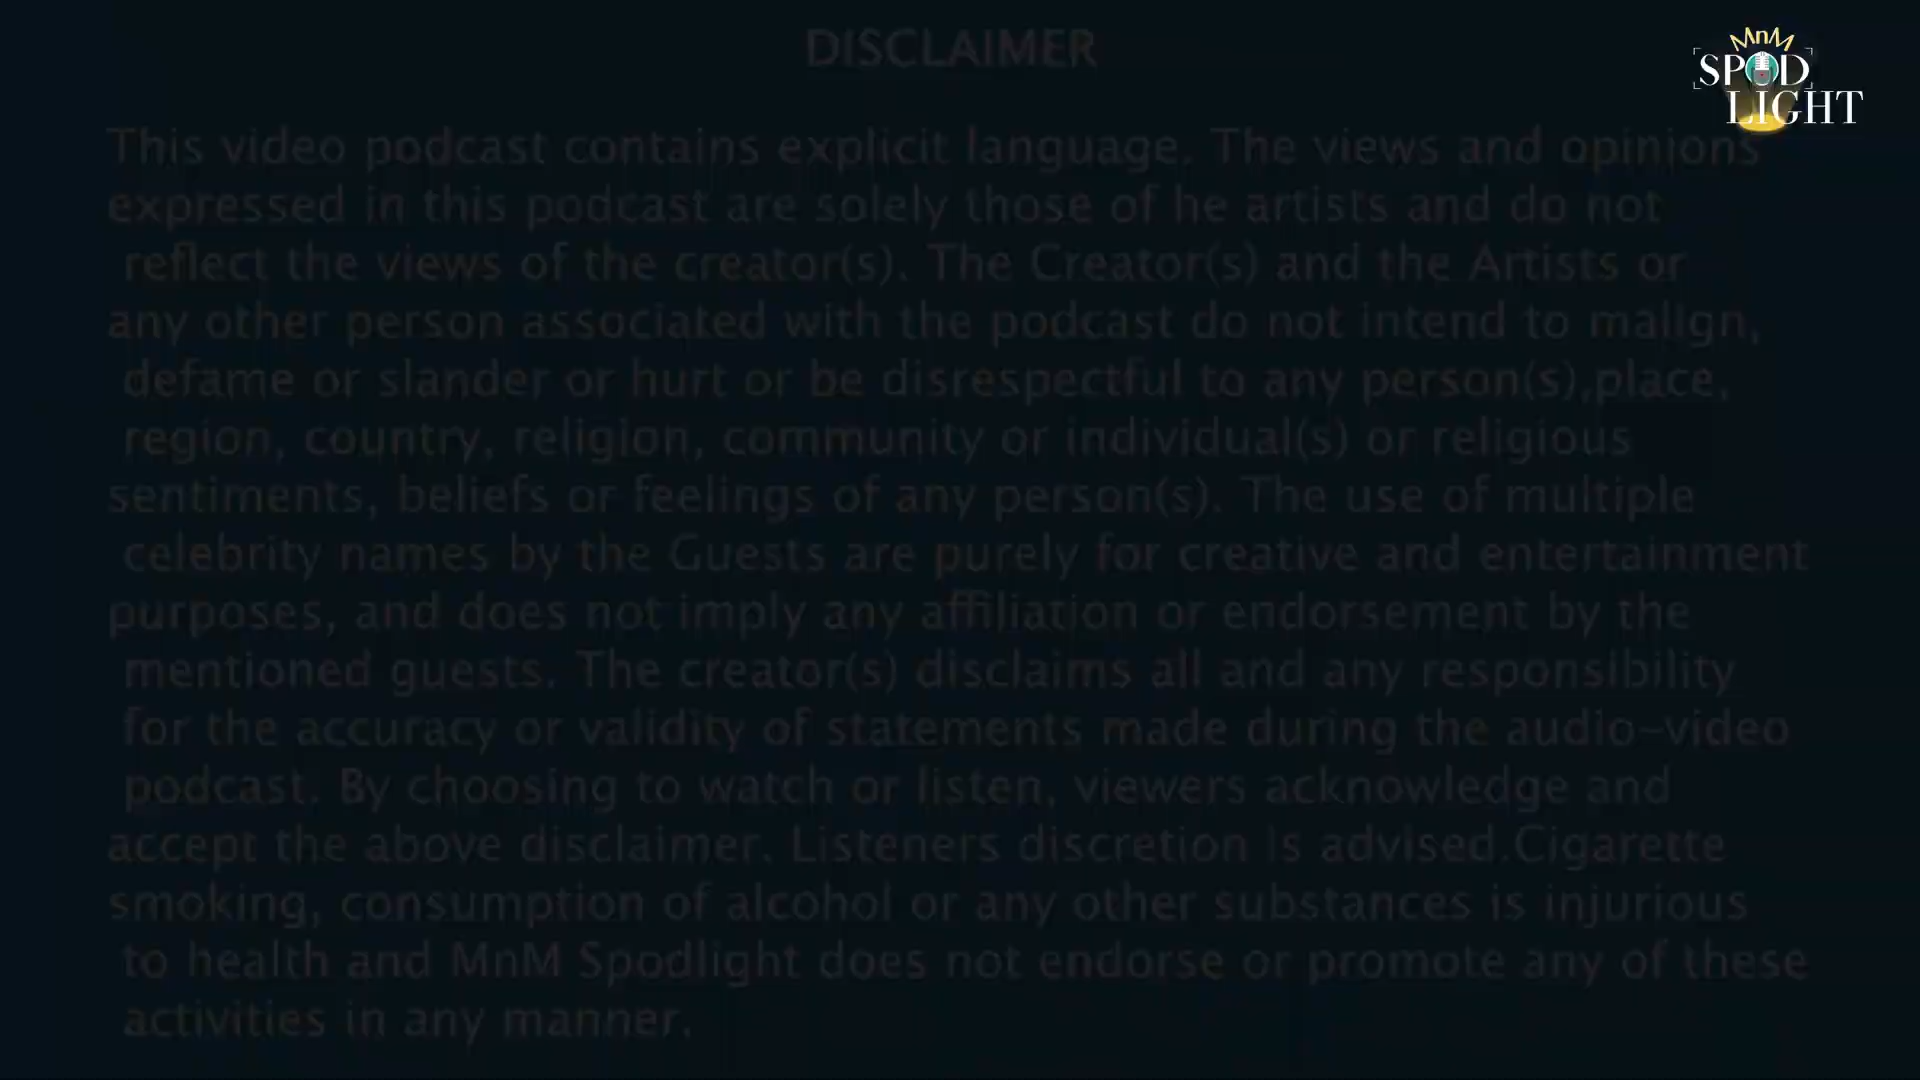 DISCLAIMER
MnM
SPOD
LIGHT
This video podcast contains explicit language. The views and opinions
expressed in this podcast are solely those of he artists and do not
reflect the views of the creator(s). The Creator(s) and the Artists or
any other person associated with the podcast do not intend to malign,
defame or slander or hurt or be disrespectful to any person(s),place,
region, country, religion, community or individual(s) or religious
sentiments, beliefs or feelings of any person(s). The use of multiple
celebrity names by the Guests are purely for creative and entertainment
purposes, and does not imply any affiliation or endorsement by the
mentioned guests. The creator(s) disclaims all and any responsibility
for the accuracy or validity of statements made during the audio-video
podcast. By choosing to watch or listen, viewers acknowledge and
accept the above disclaimer. Listeners discretion is advised.Cigarette
smoking, consumption of alcohol or any other substances is injurious
to health and MnM Spodlight does not endorse or promote any of these
activities in any manner.